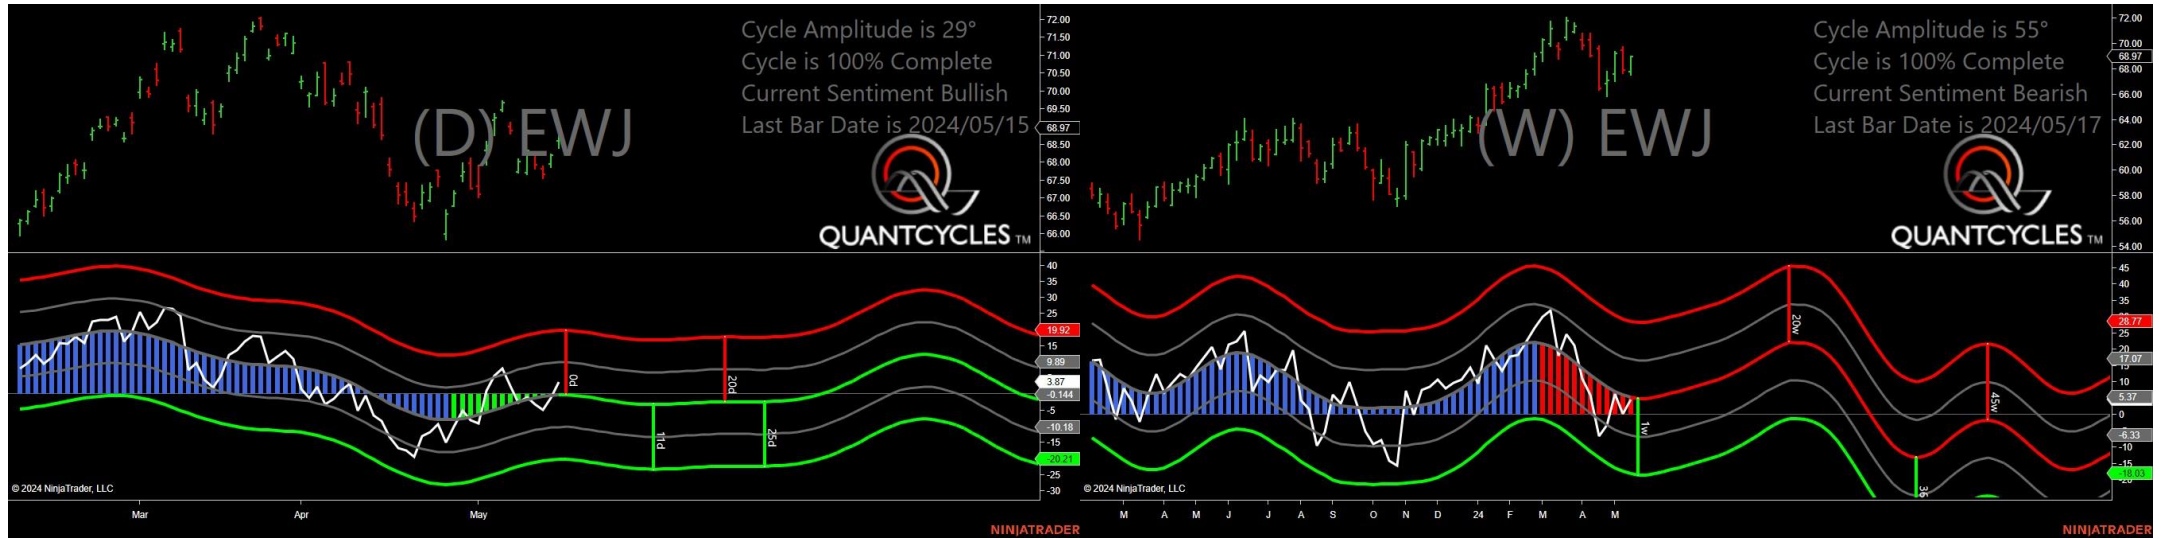 Cycle Amplitude is 29°
Cycle is 100% Complete
Current Sentiment Bullish
Last Bar Date is 2024/05/15
(D) EWJ
QUANTCYCLES TM
72.00
71.50
71.00
70.50
70.00
69.50
68.97
68.50
68.00
67.50
67.00
66.50
66.00
40
35
30
25
19.92
15
9.89
3.87
-0.144
-5
-10.18
-15
-20.21
-25
-30
0d
20d
11d
25d
© 2024 NinjaTrader, LLC
Mar
Apr
May
NINJATRADER
Cycle Amplitude is 55°
Cycle is 100% Complete
Current Sentiment Bearish
Last Bar Date is 2024/05/17
(W) EWJ
QUANTCYCLES TM
72.00
70.00
68.97
68.00
66.00
64.00
62.00
60.00
58.00
56.00
54.00
45
40
35
28.77
20
17.07
10
5.37
0
-6.33
-10
-15
-18.03
20w
45w
1w
© 2024 NinjaTrader, LLC
M A M J J A S O N D 24 F M A M
NINJATRADER